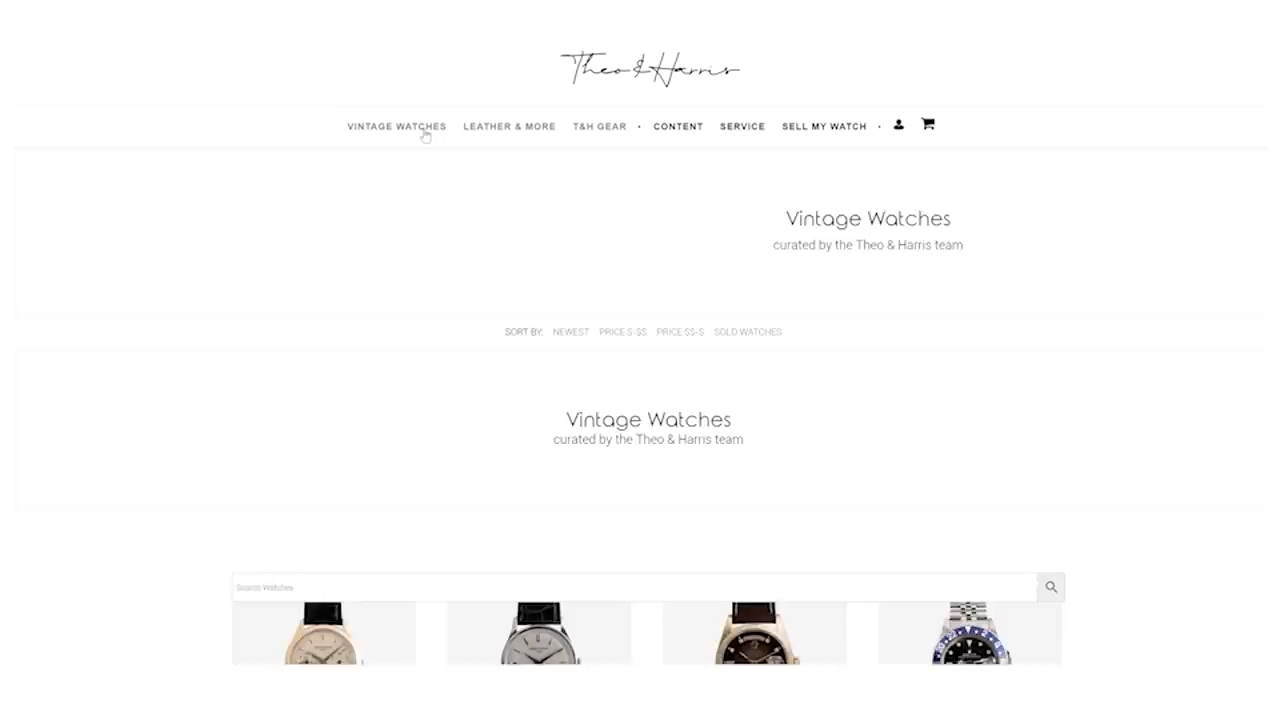 Theo & Harris
VINTAGE WATCHES LEATHER & MORE T&H GEAR • CONTENT SERVICE SELL MY WATCH •
Vintage Watches
curated by the Theo & Harris team
SORT BY: NEWEST PRICE $-$$ PRICE $$-$ SOLD WATCHES
Vintage Watches
curated by the Theo & Harris team
Search Watches